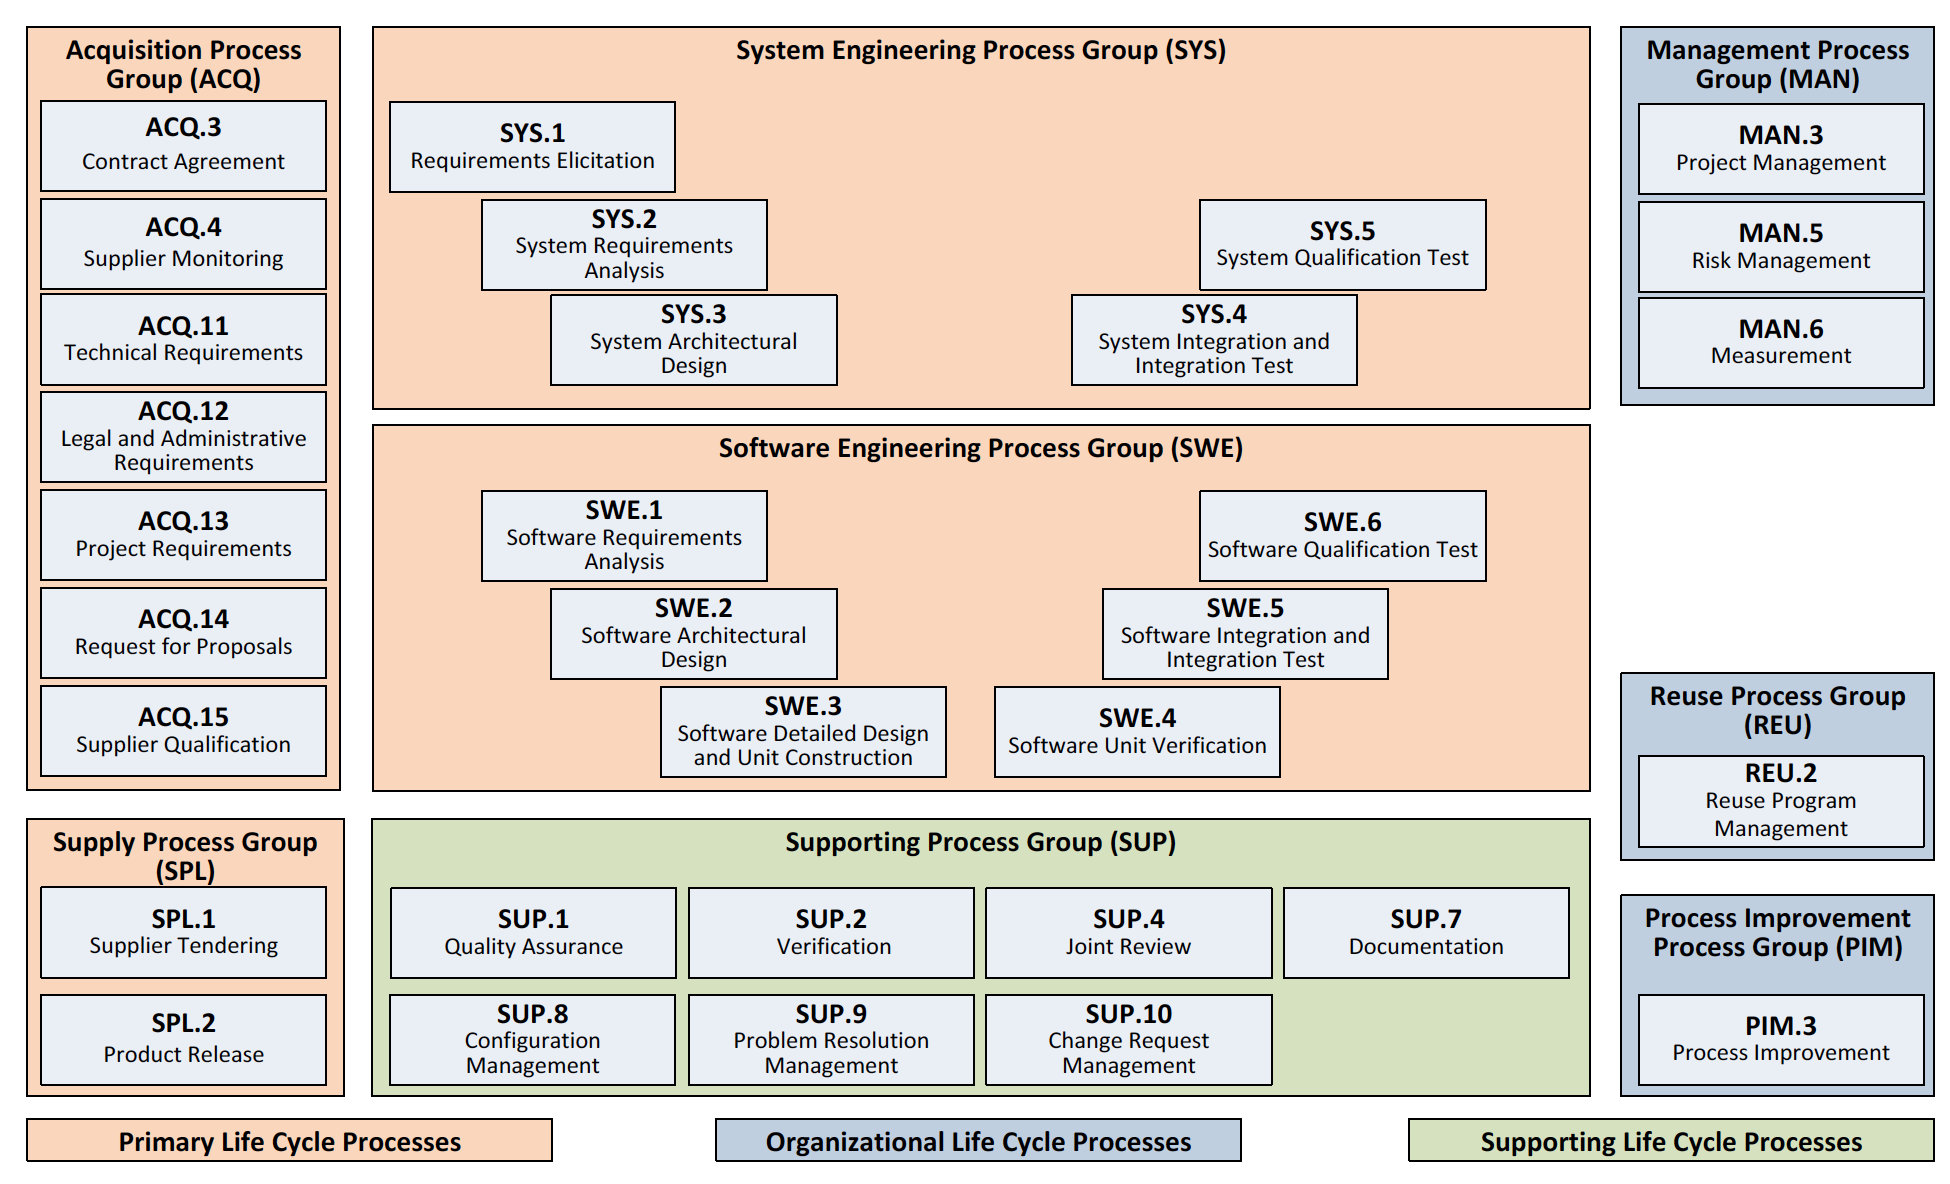 Acquisition Process
Group (ACQ)
ACQ.3
Contract Agreement
ACQ.4
Supplier Monitoring
ACQ.11
Technical Requirements
ACQ.12
Legal and Administrative
Requirements
ACQ.13
Project Requirements
ACQ.14
Request for Proposals
ACQ.15
Supplier Qualification
System Engineering Process Group (SYS)
SYS.1
Requirements Elicitation
SYS.2
System Requirements
Analysis
SYS.3
System Architectural
Design
SYS.5
System Qualification Test
SYS.4
System Integration and
Integration Test
Software Engineering Process Group (SWE)
SWE.1
Software Requirements
Analysis
SWE.2
Software Architectural
Design
SWE.3
Software Detailed Design
and Unit Construction
SWE.6
Software Qualification Test
SWE.5
Software Integration and
Integration Test
SWE.4
Software Unit Verification
Management Process
Group (MAN)
MAN.3
Project Management
MAN.5
Risk Management
MAN.6
Measurement
Reuse Process Group
(REU)
REU.2
Reuse Program
Management
Supply Process Group
(SPL)
SPL.1
Supplier Tendering
SPL.2
Product Release
Supporting Process Group (SUP)
SUP.1
Quality Assurance
SUP.2
Verification
SUP.4
Joint Review
SUP.7
Documentation
SUP.8
Configuration
Management
SUP.9
Problem Resolution
Management
SUP.10
Change Request
Management
Process Improvement
Process Group (PIM)
PIM.3
Process Improvement
Primary Life Cycle Processes
Organizational Life Cycle Processes
Supporting Life Cycle Processes